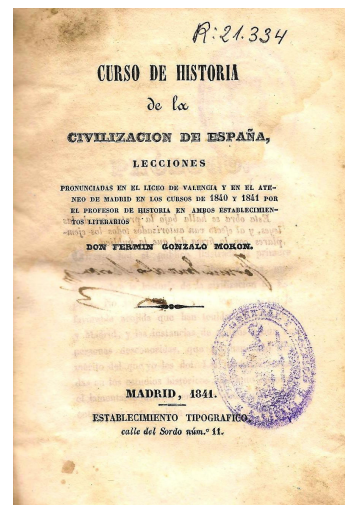 R: 21.334
CURSO DE HISTORIA
de la
CIVILIZACION DE ESPAÑA,
LECCIONES
PRONUNCIADAS EN EL LICEO DE VALENCIA Y EN EL ATE-
NEO DE MADRID EN LOS CURSOS DE 1840 Y 1841 POR
EL PROFESOR DE HISTORIA EN AMBOS ESTABLECIMIEN-
TOS LITERARIOS
DON FERMIN GONZALO MORON.
MADRID, 1841.
ESTABLECIMIENTO TIPOGRAFICO,
calle del Sordo núm.º 11.